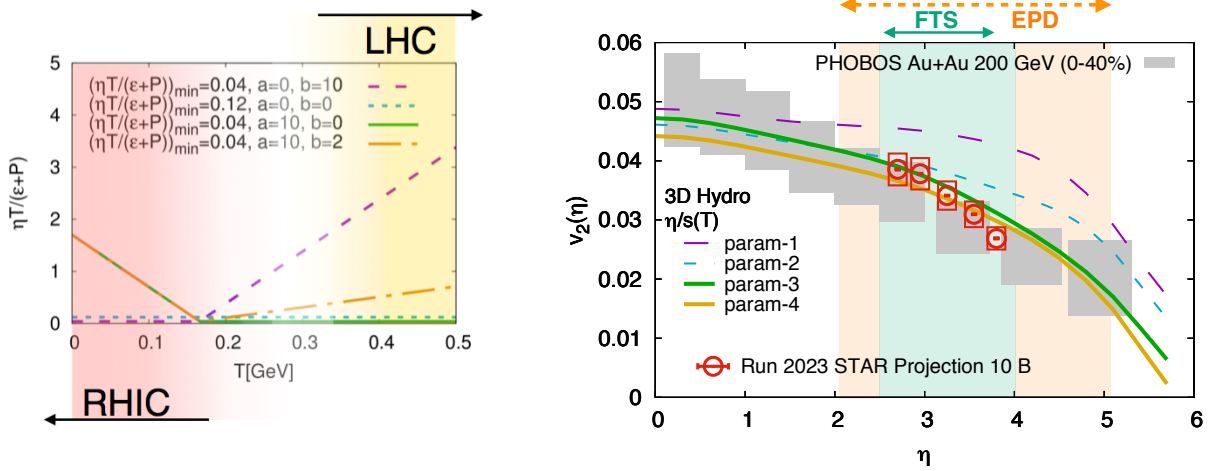 LHC
5
4
3
2
1
0
ηT/(ε+P)
(ηT/(ε+P))min=0.04, a=0, b=10
(ηT/(ε+P))min=0.12, a=0, b=0
(ηT/(ε+P))min=0.04, a=10, b=0
(ηT/(ε+P))min=0.04, a=10, b=2
0 0.1 0.2 0.3 0.4 0.5
T[GeV]
RHIC
FTS EPD
0.06
0.05
0.04
0.03
0.02
0.01
0
v2(η)
PHOBOS Au+Au 200 GeV (0-40%)
3D Hydro
η/s(T)
param-1
param-2
param-3
param-4
Run 2023 STAR Projection 10 B
0 1 2 3 4 5 6
η